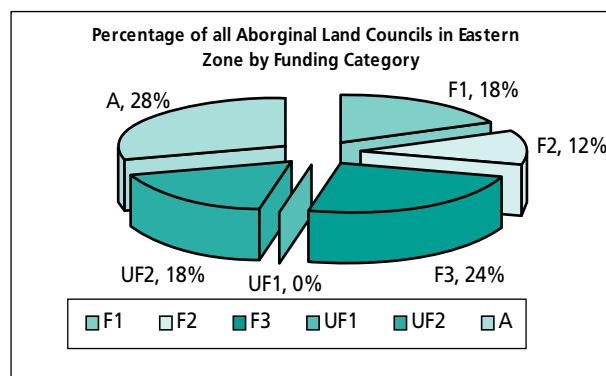 Percentage of all Aborginal Land Councils in Eastern
Zone by Funding Category
A, 28%
F1, 18%
F2, 12%
UF2, 18%
UF1, 0%
F3, 24%
F1 F2 F3 UF1 UF2 A